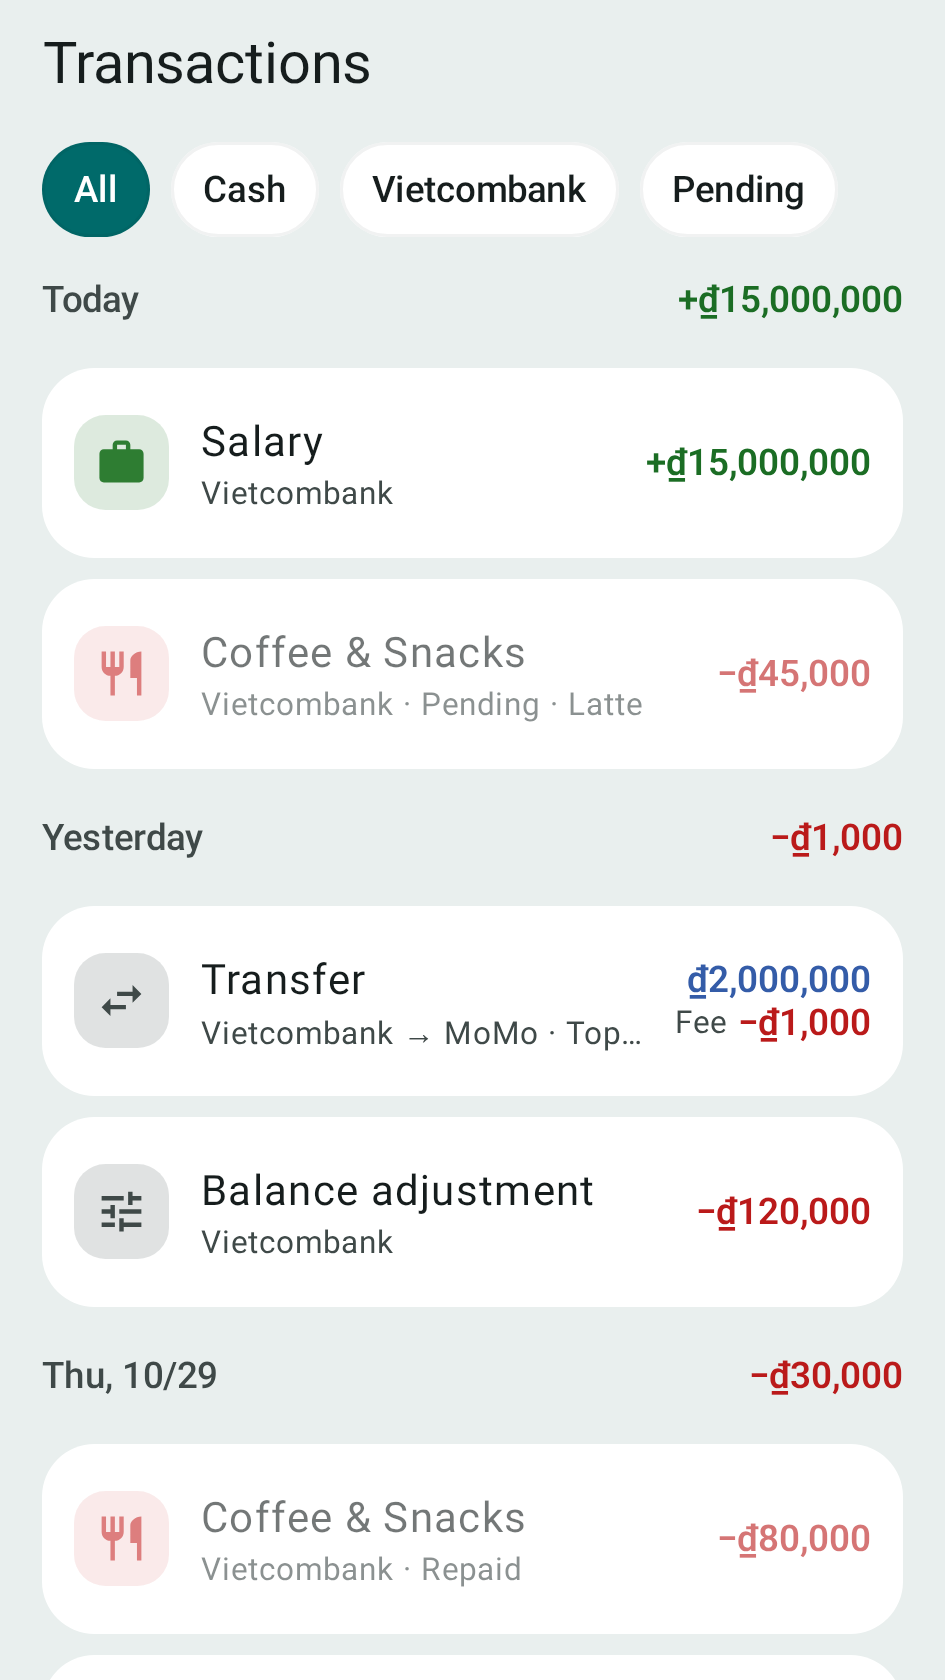 Transactions
All
Cash
Vietcombank
Pending
Today
+₫15,000,000
Salary
+₫15,000,000
Vietcombank
Coffee & Snacks
−₫45,000
Vietcombank · Pending · Latte
Yesterday
−₫1,000
Transfer
₫2,000,000
Vietcombank → MoMo · Top...
Fee −₫1,000
Balance adjustment
−₫120,000
Vietcombank
Thu, 10/29
−₫30,000
Coffee & Snacks
−₫80,000
Vietcombank · Repaid